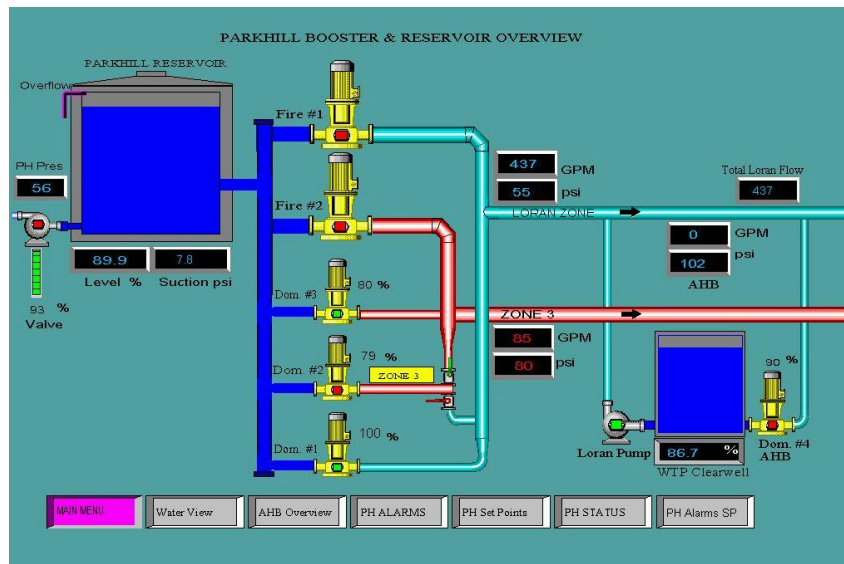 PARKHILL BOOSTER & RESERVOIR OVERVIEW
PARKHILL RESERVOIR
Overflow
Fire #1
PH Pres
56
437 GPM
55 psi
Total Loran Flow
437
Fire #2
LORAN ZONE
0 GPM
102 psi
AHB
89.9
7.8
Level %
Suction psi
Dom. #3
80 %
93 %
Valve
ZONE 3
85 GPM
80 psi
Dom. #2
79 %
ZONE 3
90 %
Dom. #1
100 %
Loran Pump
86.7 %
WTP Clearwell
Dom. #4
AHB
MAIN MENU
Water View
AHB Overview
PH ALARMS
PH Set Points
PH STATUS
PH Alarms SP